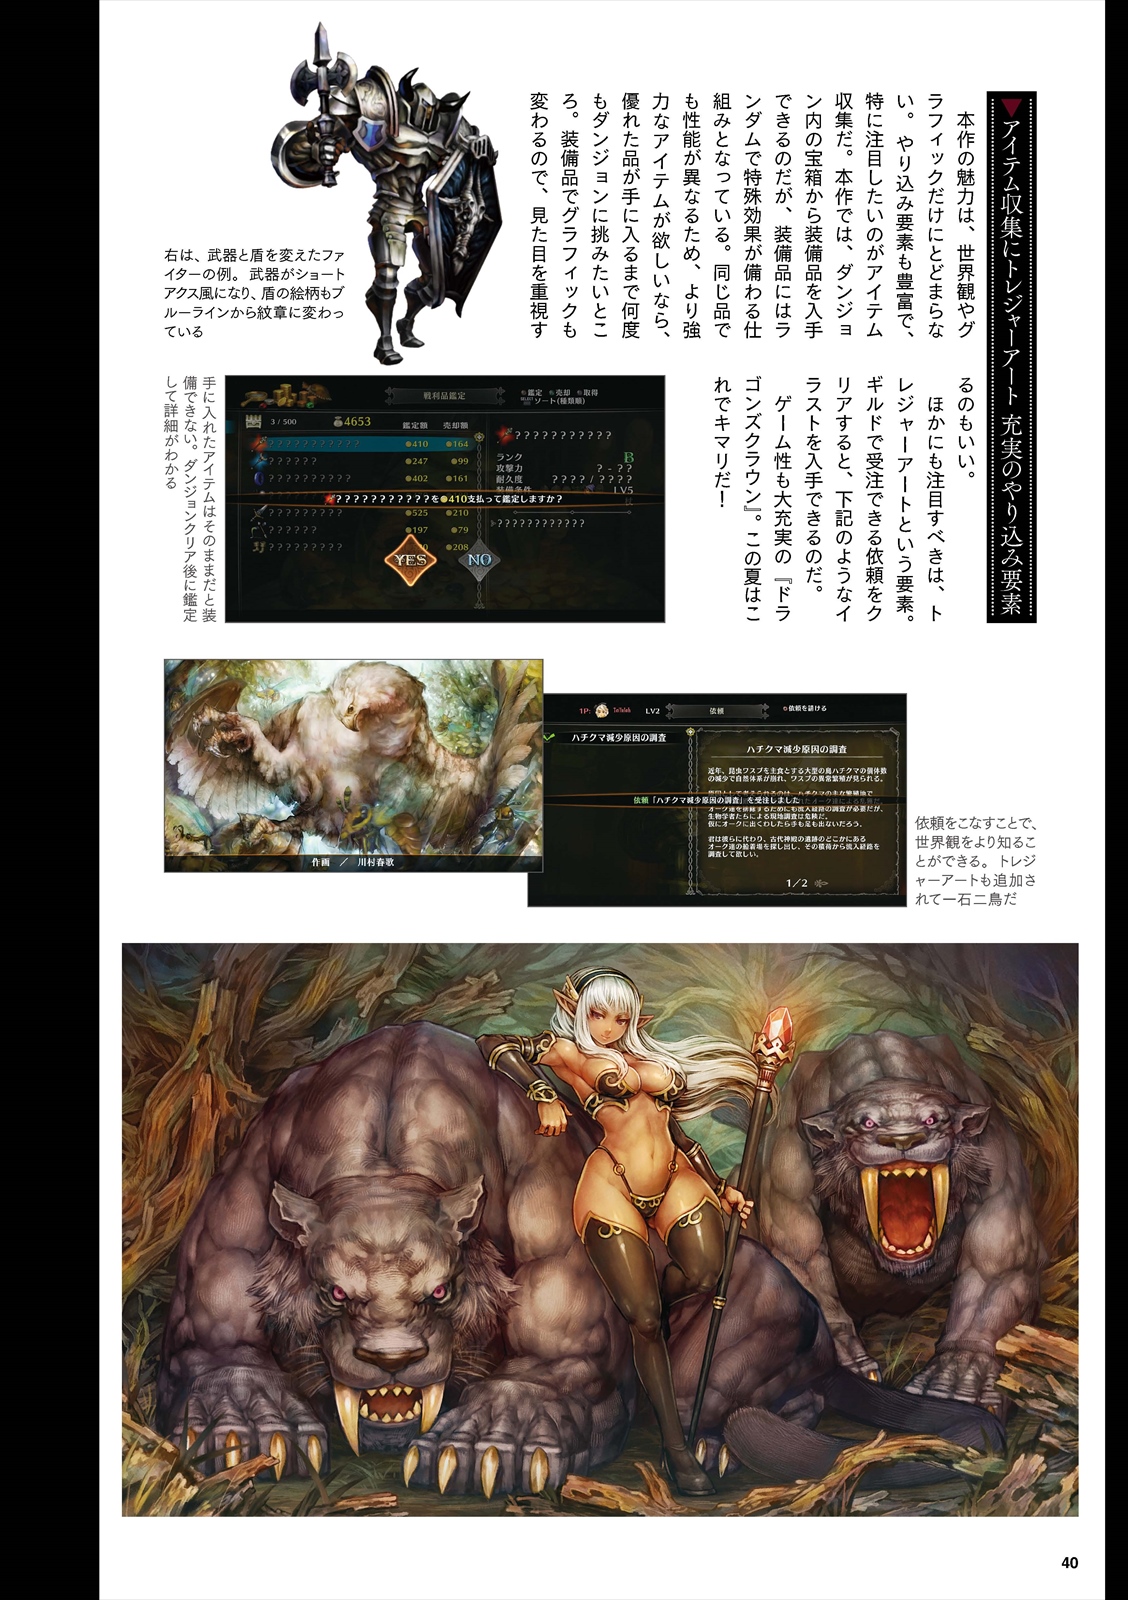 ▼アイテム収集にトレジャーアート 充実のやり込み要素
本作の魅力は、世界観やグ
ラフィックだけにとどまらな
い。やり込み要素も豊富で、
特に注目したいのがアイテム
収集だ。本作では、ダンジョ
ン内の宝箱から装備品を入手
できるのだが、装備品にはラ
ンダムで特殊効果が備わる仕
組みとなっている。同じ品で
も性能が異なるため、より強
力なアイテムが欲しいなら、
優れた品が手に入るまで何度
もダンジョンに挑みたいとこ
ろ。装備品でグラフィックも
変わるので、見た目を重視す
るのもいい。
ほかにも注目すべきは、ト
レジャーアートという要素。
ギルドで受注できる依頼をク
リアすると、下記のようなイ
ラストを入手できるのだ。
ゲーム性も大充実の『ドラ
ゴンズクラウン』。この夏はこ
れでキマリだ！
右は、武器と盾を変えたファ
イターの例。武器がショート
アクス風になり、盾の絵柄もブ
ルーラインから紋章に変わっ
ている
戦利品鑑定
鑑定 売却 取得
SELECT ソート(種類順)
3 / 500
4653
鑑定額 売却額
??????????? 410 164
?????? 247 99
????????? 402 161
????????? 525 210
?????? 197 79
????????? 208
???????????
ランク B
攻撃力 ? - ??
耐久度 ???? / ????
装備条件 LV5
???????????を410支払って鑑定しますか?
???????????
YES
NO
手に入れたアイテムはそのままだと装
備できない。ダンジョンクリア後に鑑定
して詳細がわかる
作画 ／ 川村春歌
1P:
LV2
依頼
依頼を請ける
ハチクマ減少原因の調査
ハチクマ減少原因の調査
近年、昆虫ワスプを主食とする大型の鳥ハチクマの個体数
の減少で自然体系が崩れ、ワスプの異常繁殖が見られる。
依頼「ハチクマ減少原因の調査」を受注しました
オーク達を排除するためにも流入経路の調査が必要だが、
生物学者たちによる現地調査は危険だ。
仮にオークに出くわしたら手も足も出ないだろう。
君は彼らに代わり、古代神殿の遺跡のどこかにある
オーク達の船着場を探し出し、その積荷から流入経路を
調査して欲しい。
1/2
依頼をこなすことで、
世界観をより知るこ
とができる。トレジ
ャーアートも追加さ
れて一石二鳥だ
40